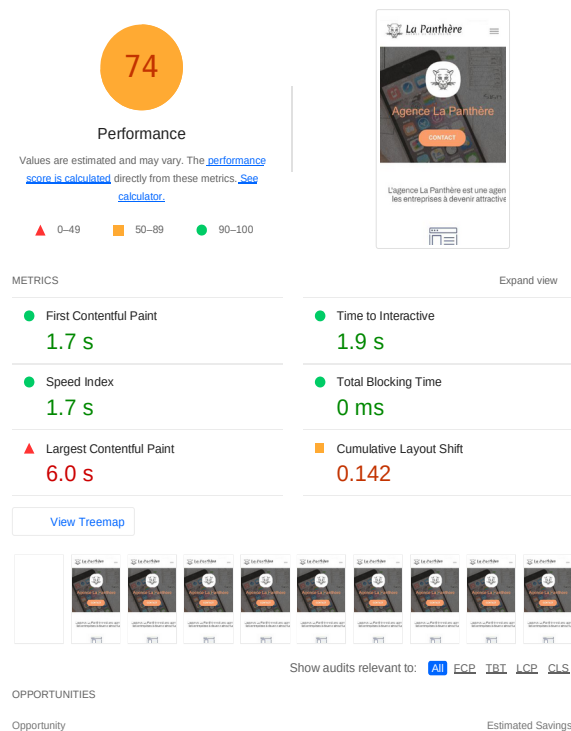 74
Performance
Values are estimated and may vary. The performance
score is calculated directly from these metrics. See
calculator.
0–49
50–89
90–100
La Panthère
Agence La Panthère
CONTACT
L'agence La Panthère est une agen
les entreprises à devenir attractive
METRICS
Expand view
First Contentful Paint
1.7 s
Time to Interactive
1.9 s
Speed Index
1.7 s
Total Blocking Time
0 ms
Largest Contentful Paint
6.0 s
Cumulative Layout Shift
0.142
View Treemap
Show audits relevant to: All FCP TBT LCP CLS
OPPORTUNITIES
Opportunity
Estimated Savings